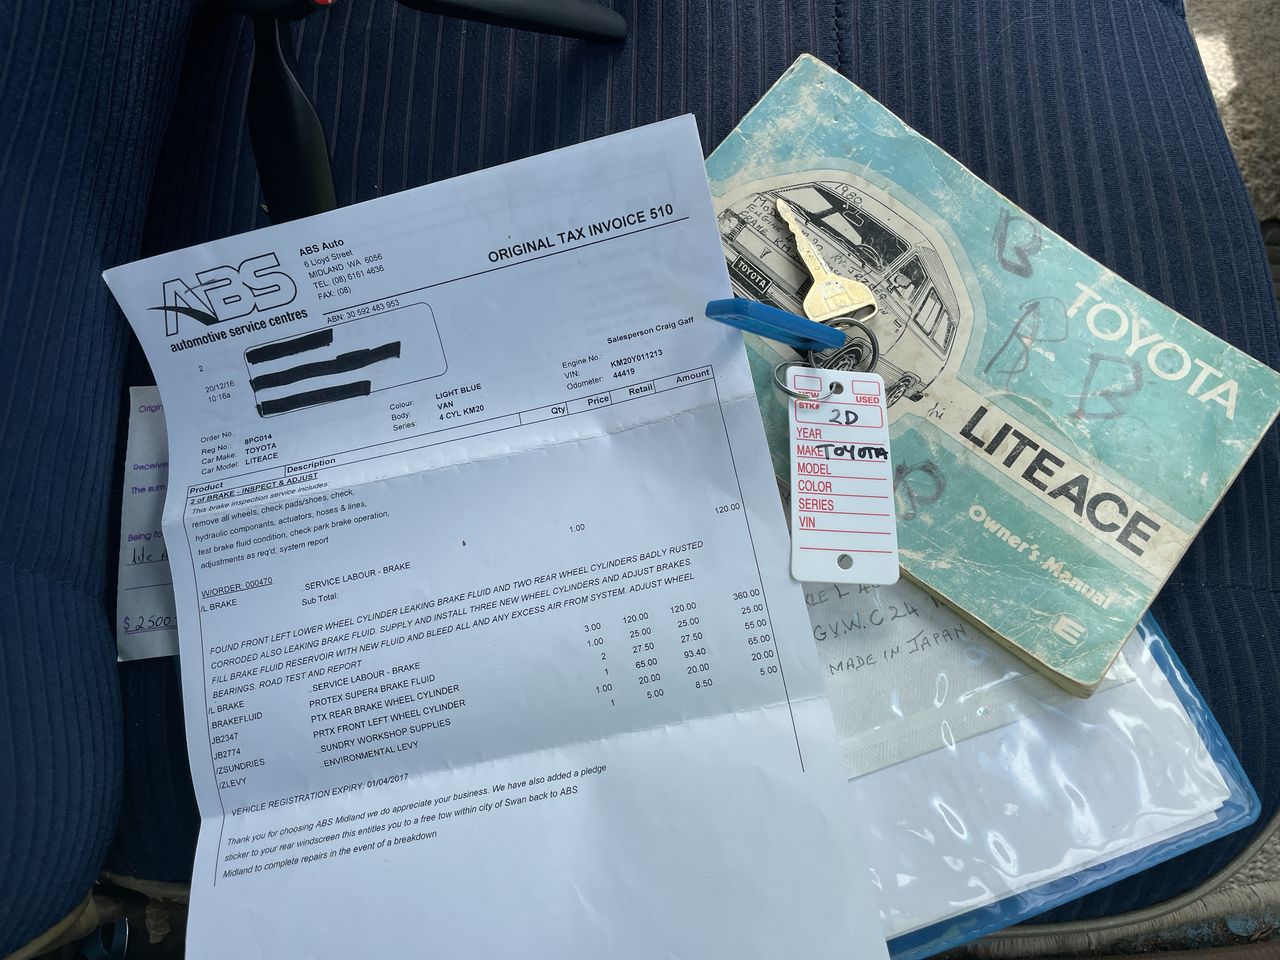 ABS
automotive service centres
ABS Auto
6 Lloyd Street
MIDLAND WA 6056
TEL: (08) 6161 4636
FAX: (08)
ABN: 30 592 483 953
ORIGINAL TAX INVOICE 510
2
20/12/16
10:16a
Salesperson Craig Gaff
Order No.:
Reg No.: 8PC014
Car Make: TOYOTA
Car Model: LITEACE
Colour: LIGHT BLUE
Body: VAN
Series: 4 CYL KM20
Engine No.:
VIN: KM20Y011213
Odometer: 44419
Product Description Qty Price Retail Amount
2 of BRAKE - INSPECT & ADJUST
This brake inspection service includes:
remove all wheels, check pads/shoes, check,
hydraulic componants, actuators, hoses & lines,
test brake fluid condition, check park brake operation,
adjustments as req'd, system report
W/ORDER: 000470
/L BRAKE ..SERVICE LABOUR - BRAKE 1.00 120.00
Sub Total:
FOUND FRONT LEFT LOWER WHEEL CYLINDER LEAKING BRAKE FLUID AND TWO REAR WHEEL CYLINDERS BADLY RUSTED
CORRODED ALSO LEAKING BRAKE FLUID. SUPPLY AND INSTALL THREE NEW WHEEL CYLINDERS AND ADJUST BRAKES.
FILL BRAKE FLUID RESERVOIR WITH NEW FLUID AND BLEED ALL AND ANY EXCESS AIR FROM SYSTEM. ADJUST WHEEL
BEARINGS. ROAD TEST AND REPORT
/L BRAKE ..SERVICE LABOUR - BRAKE 3.00 120.00 120.00 360.00
BRAKEFLUID PROTEX SUPER4 BRAKE FLUID 1.00 25.00 25.00 25.00
JB2347 PTX REAR BRAKE WHEEL CYLINDER 2 27.50 27.50 55.00
JB2774 PRTX FRONT LEFT WHEEL CYLINDER 1 65.00 93.40 65.00
/ZSUNDRIES ..SUNDRY WORKSHOP SUPPLIES 1.00 20.00 20.00 20.00
/ZLEVY .ENVIRONMENTAL LEVY 1 5.00 8.50 5.00
VEHICLE REGISTRATION EXPIRY: 01/04/2017
Thank you for choosing ABS Midland we do appreciate your business. We have also added a pledge
sticker to your rear windscreen this entitles you to a free tow within city of Swan back to ABS
Midland to complete repairs in the event of a breakdown
The sum
Being
$ 2500
1980
TOYOTA
TOYOTA
LITEACE
Owner's Manual
E
B
B
NEW USED
STK# 2D
YEAR
MAKE TOYOTA
MODEL
COLOR
SERIES
VIN
G.V.W. C24
MADE IN JAPAN